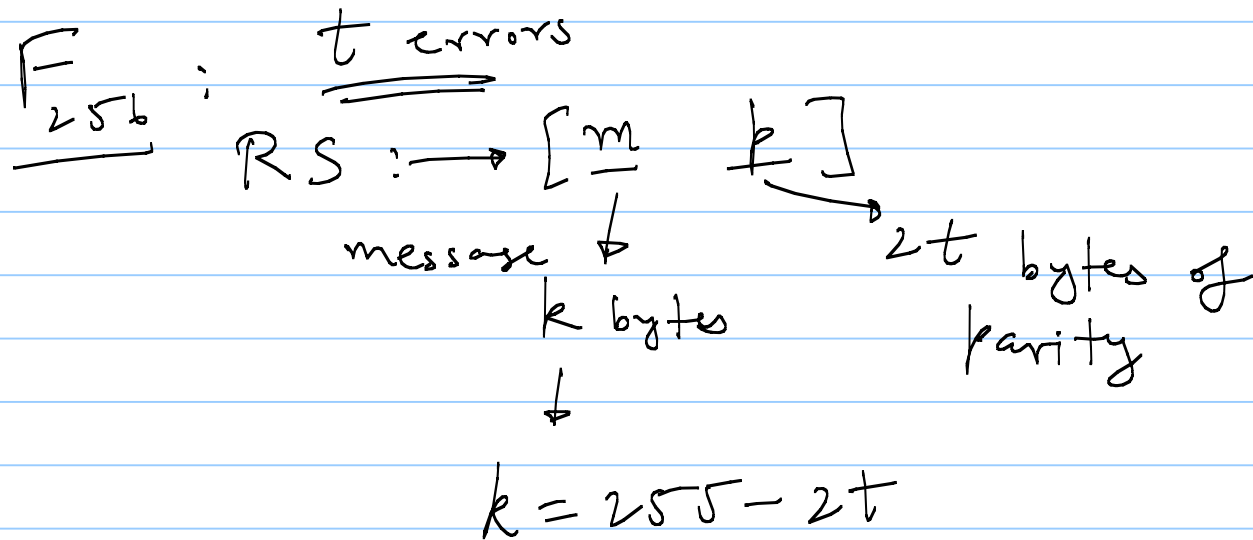 F₂₅₆ : t errors
RS : → [ m p ]
message ↓ 2t bytes of
k bytes parity
↓
k = 255 - 2t